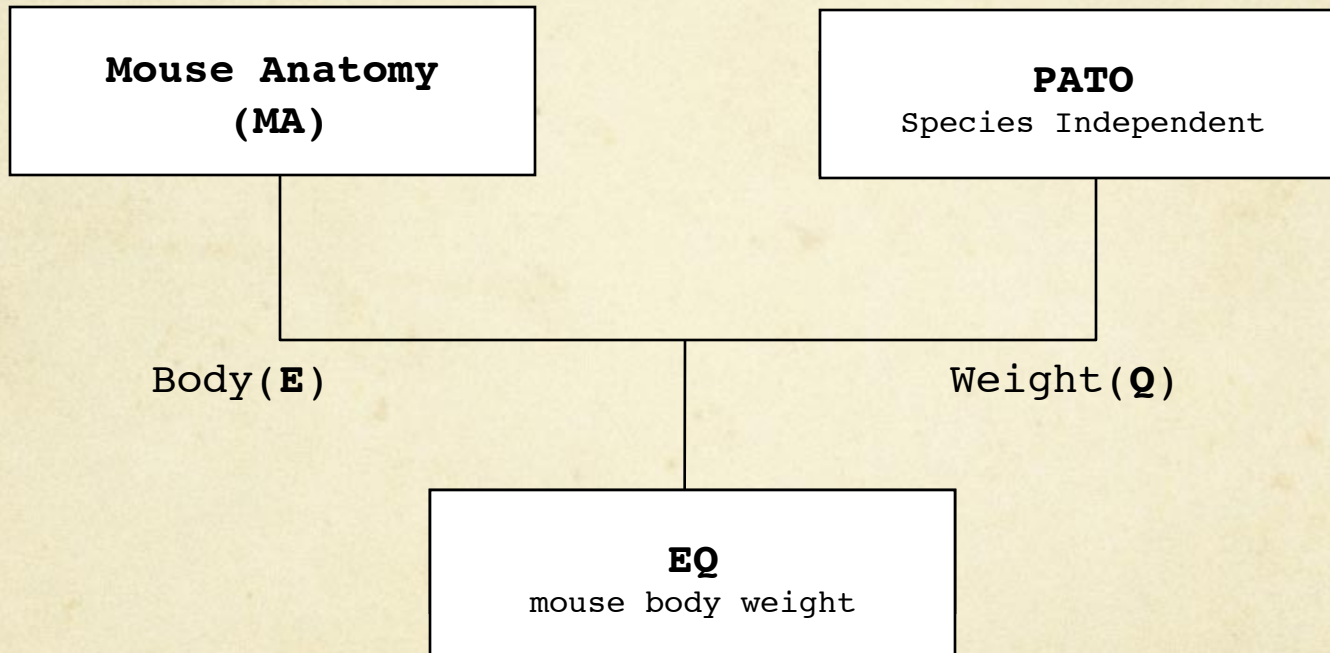 Mouse Anatomy
(MA)
PATO
Species Independent
Body(E)
Weight(Q)
EQ
mouse body weight